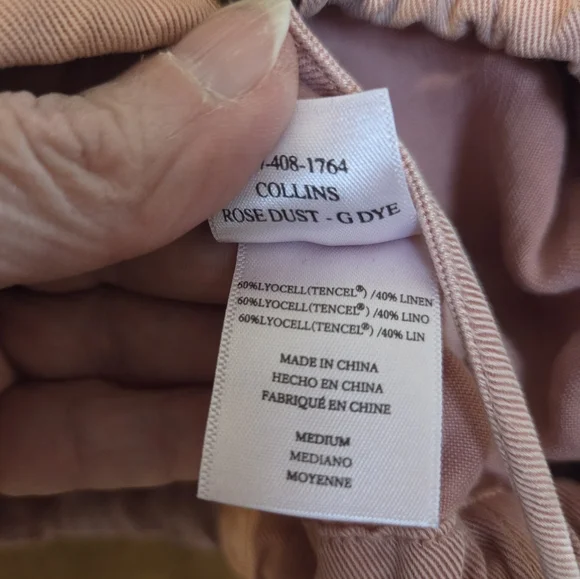 -408-1764
COLLINS
ROSE DUST - G DYE
60%LYOCELL(TENCEL®) /40% LINEN
60%LYOCELL(TENCEL®) /40% LINO
60%LYOCELL(TENCEL®) /40% LIN
MADE IN CHINA
HECHO EN CHINA
FABRIQUÉ EN CHINE
MEDIUM
MEDIANO
MOYENNE